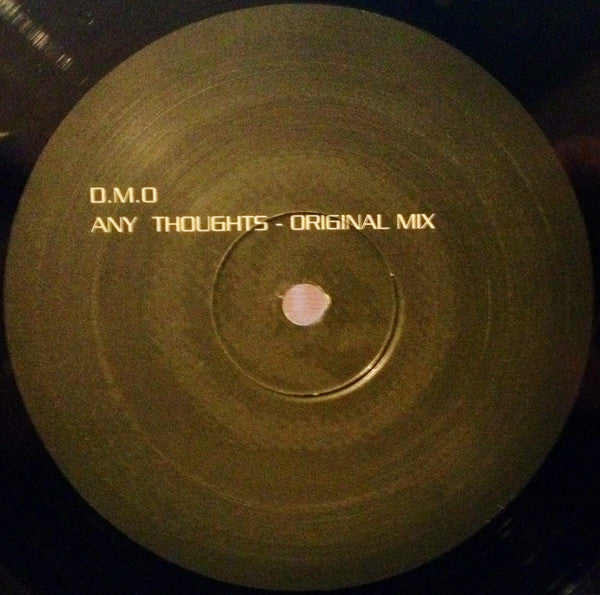 D.M.O
ANY THOUGHTS - ORIGINAL MIX